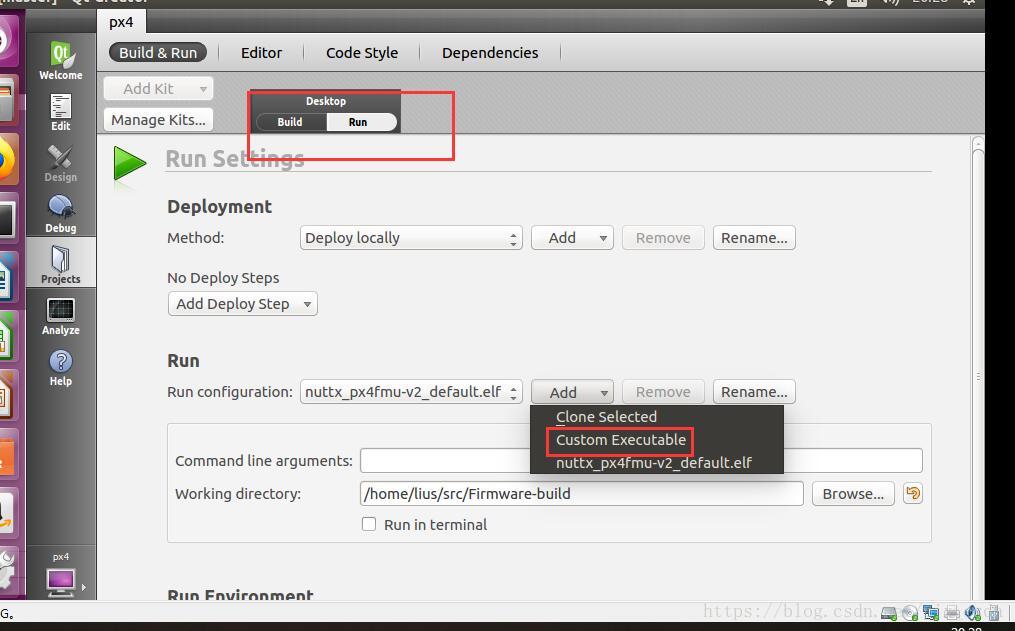 Qt Creator
px4
Build & Run
Editor
Code Style
Dependencies
Welcome
Edit
Design
Debug
Projects
Analyze
Help
px4
Add Kit
Manage Kits...
Desktop
Build
Run
Run Settings
Deployment
Method:
Deploy locally
Add
Remove
Rename...
No Deploy Steps
Add Deploy Step
Run
Run configuration:
nuttx_px4fmu-v2_default.elf
Add
Remove
Rename...
Clone Selected
Custom Executable
nuttx_px4fmu-v2_default.elf
Command line arguments:
Working directory:
/home/lius/src/Firmware-build
Browse...
Run in terminal
Run Environment
G。